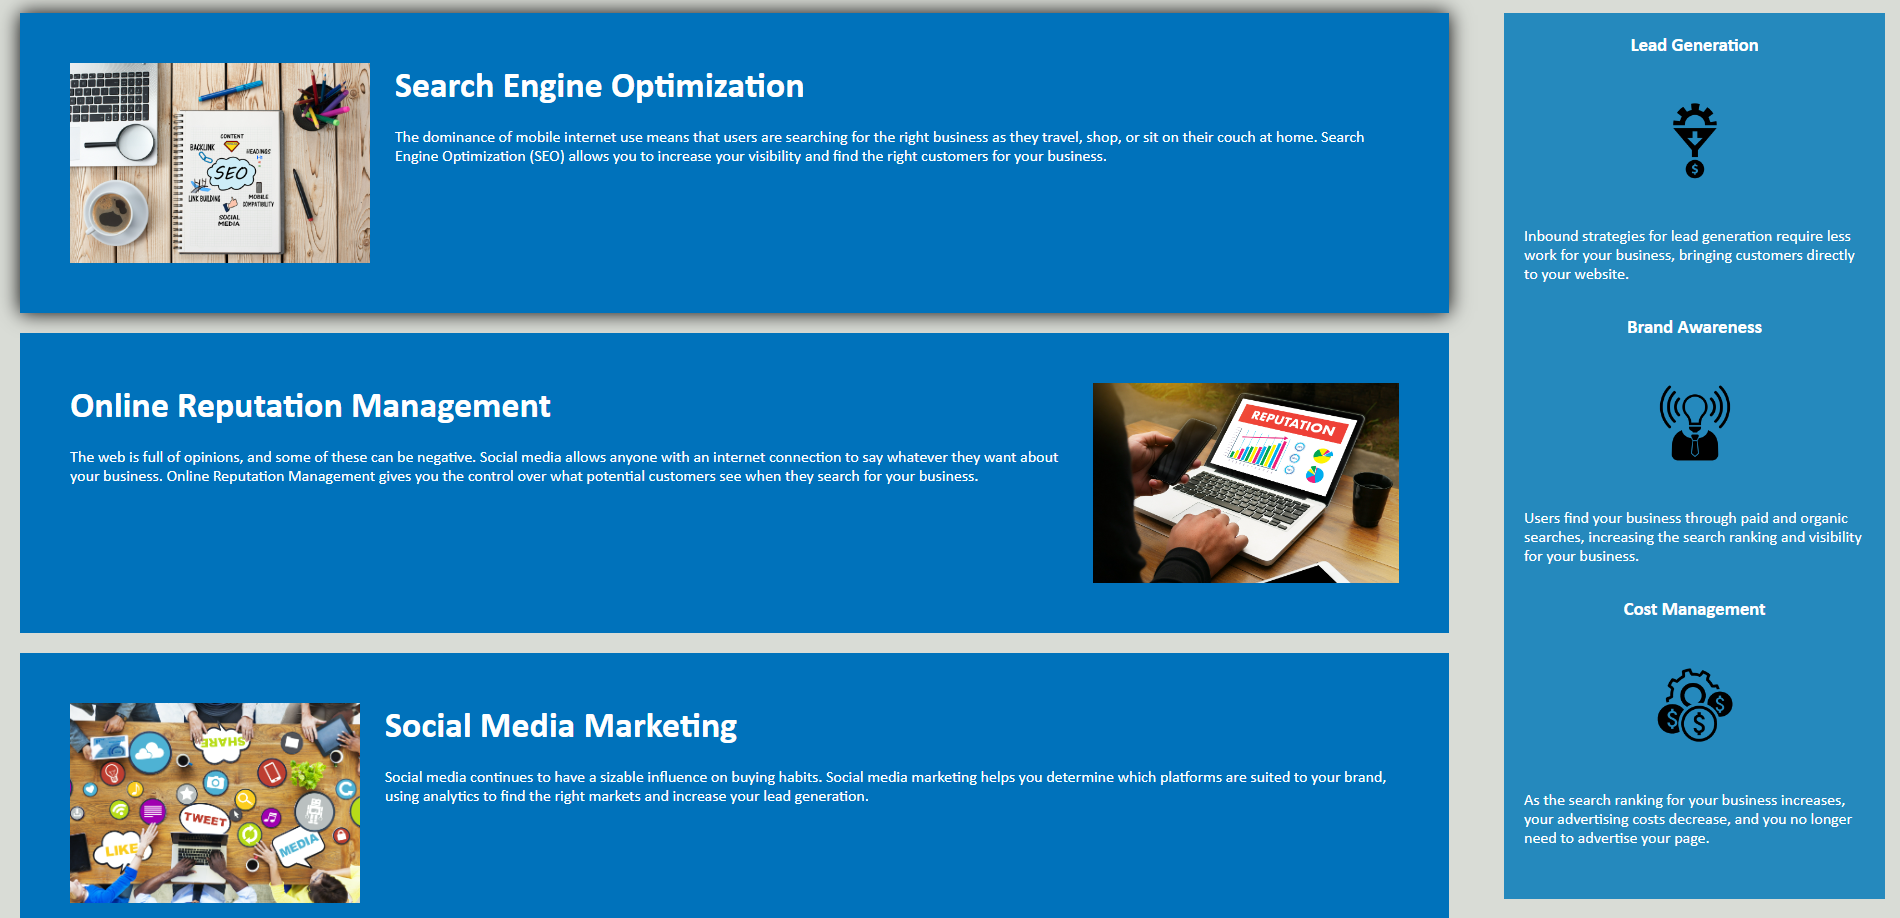 Search Engine Optimization
The dominance of mobile internet use means that users are searching for the right business as they travel, shop, or sit on their couch at home. Search
Engine Optimization (SEO) allows you to increase your visibility and find the right customers for your business.
CONTENT
BACKLINK
HEADINGS
SEO
LINK BUILDING
MOBILE
COMPATIBILITY
SOCIAL
MEDIA
Online Reputation Management
The web is full of opinions, and some of these can be negative. Social media allows anyone with an internet connection to say whatever they want about
your business. Online Reputation Management gives you the control over what potential customers see when they search for your business.
REPUTATION
Social Media Marketing
Social media continues to have a sizable influence on buying habits. Social media marketing helps you determine which platforms are suited to your brand,
using analytics to find the right markets and increase your lead generation.
SHARE
TWEET
LIKE
MEDIA
Lead Generation
$
Inbound strategies for lead generation require less
work for your business, bringing customers directly
to your website.
Brand Awareness
Users find your business through paid and organic
searches, increasing the search ranking and visibility
for your business.
Cost Management
$ $ $
As the search ranking for your business increases,
your advertising costs decrease, and you no longer
need to advertise your page.